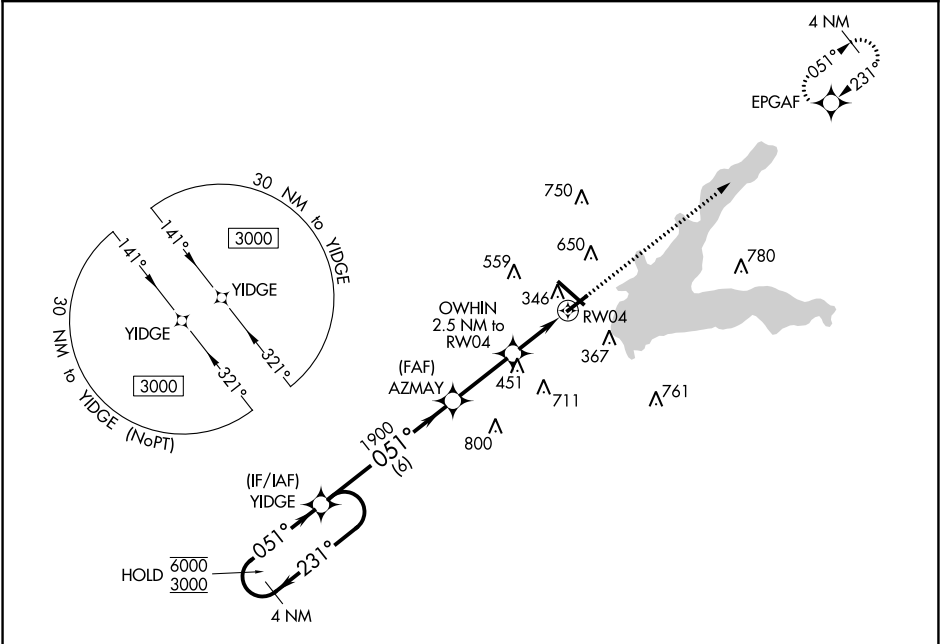 4 NM
051°
231°
EPGAF
30 NM to YIDGE
141°
3000
YIDGE
321°
141°
YIDGE
3000
321°
30 NM to YIDGE (NoPT)
750
650
559
780
346
RW04
OWHIN
2.5 NM to
RW04
367
(FAF)
AZMAY
451
711
761
800
1900
051°
(6)
(IF/IAF)
YIDGE
051°
231°
HOLD
6000
3000
4 NM